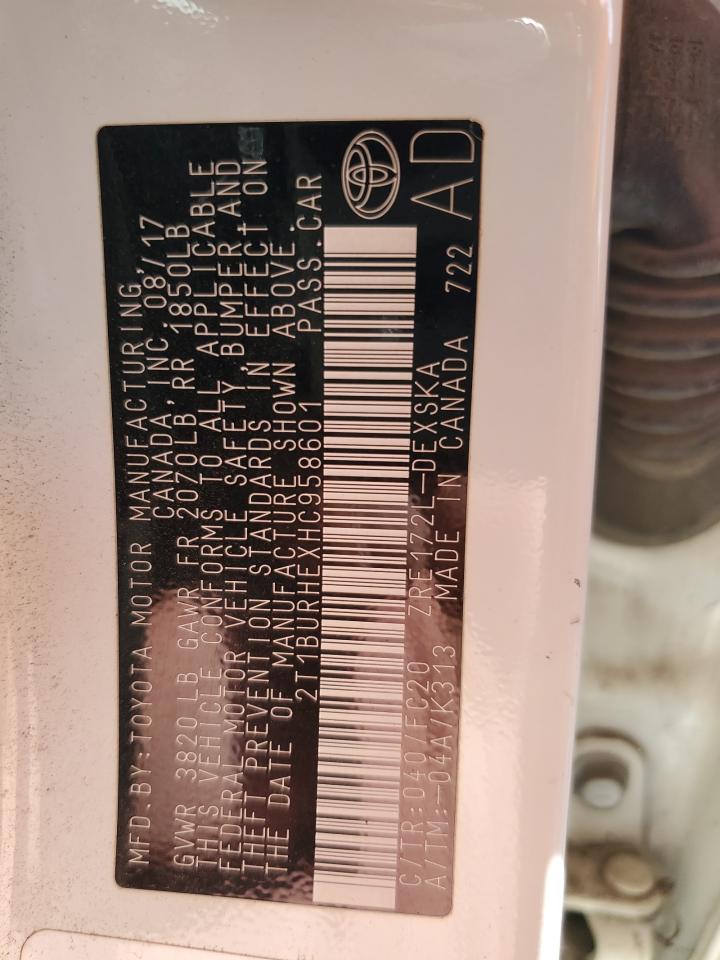 MFD.BY:TOYOTA MOTOR MANUFACTURING,
CANADA,INC. 08/17
GVWR 3820 LB GAWR FR 2070LB,RR 1850LB
THIS VEHICLE CONFORMS TO ALL APPLICABLE
FEDERAL MOTOR VEHICLE SAFETY,BUMPER,AND
THEFT PREVENTION STANDARDS IN EFFECT ON
THE DATE OF MANUFACTURE SHOWN ABOVE.
2T1BURHEXHC958601 PASS.CAR
C/TR:040/FC20 ZRE172L-DEXSKA
A/TM:-04A/K313 MADE IN CANADA 722 AD